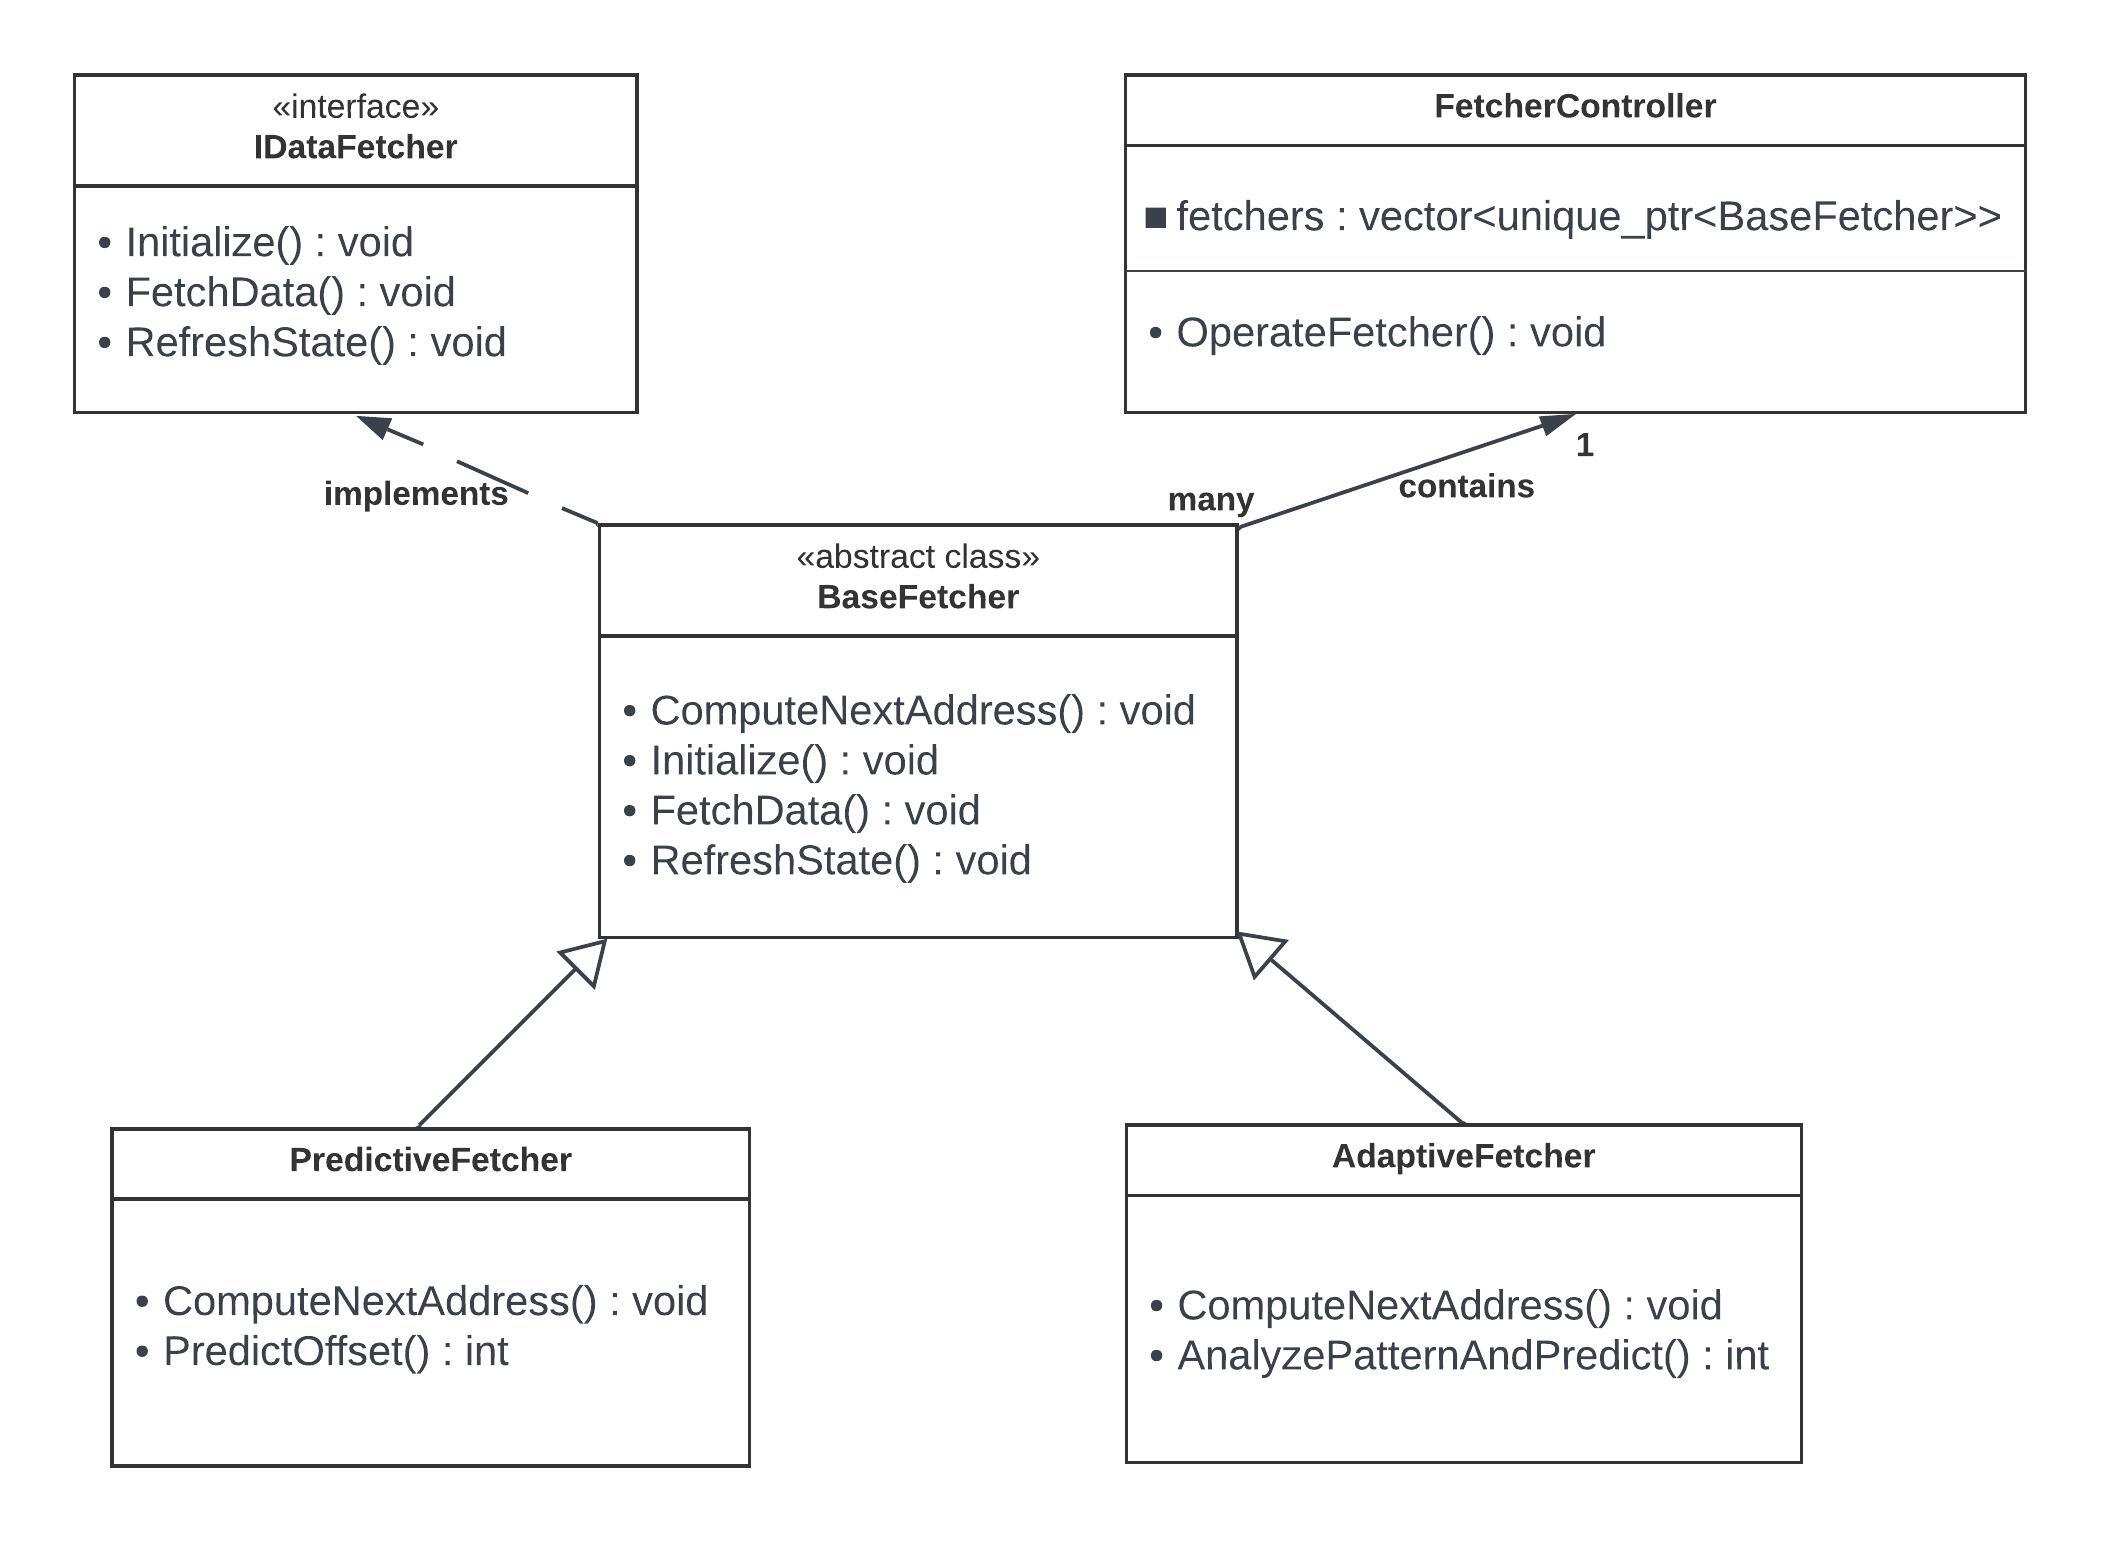 «interface»
IDataFetcher
• Initialize() : void
• FetchData() : void
• RefreshState() : void
FetcherController
■ fetchers : vector<unique_ptr<BaseFetcher>>
• OperateFetcher() : void
implements
1
contains
many
«abstract class»
BaseFetcher
• ComputeNextAddress() : void
• Initialize() : void
• FetchData() : void
• RefreshState() : void
PredictiveFetcher
• ComputeNextAddress() : void
• PredictOffset() : int
AdaptiveFetcher
• ComputeNextAddress() : void
• AnalyzePatternAndPredict() : int